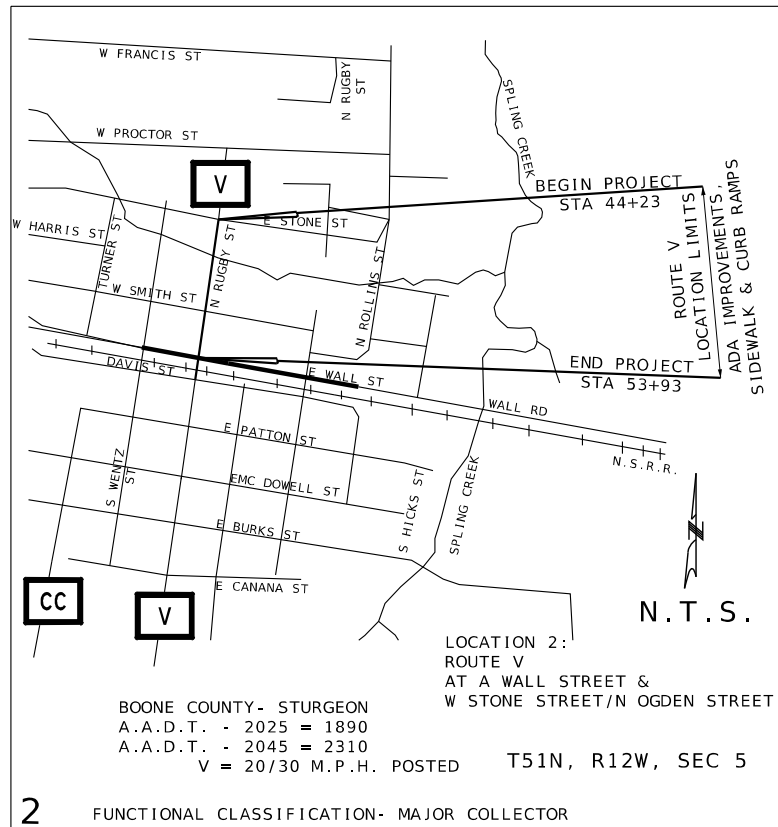 W FRANCIS ST
N RUGBY
ST
SPLING CREEK
W PROCTOR ST
V
BEGIN PROJECT
STA 44+23
E STONE ST
W HARRIS ST
TURNER ST
N RUGBY ST
N ROLLINS ST
W SMITH ST
ROUTE V
LOCATION LIMITS
ADA IMPROVEMENTS,
SIDEWALK & CURB RAMPS
END PROJECT
STA 53+93
DAVIS ST
E WALL ST
WALL RD
N.S.R.R.
E PATTON ST
S WENTZ
ST
EMC DOWELL ST
S HICKS ST
SPLING CREEK
E BURKS ST
E CANANA ST
CC
V
N
N.T.S.
LOCATION 2:
ROUTE V
AT A WALL STREET &
W STONE STREET/N OGDEN STREET
BOONE COUNTY- STURGEON
A.A.D.T. - 2025 = 1890
A.A.D.T. - 2045 = 2310
V = 20/30 M.P.H. POSTED
T51N, R12W, SEC 5
2
FUNCTIONAL CLASSIFICATION- MAJOR COLLECTOR